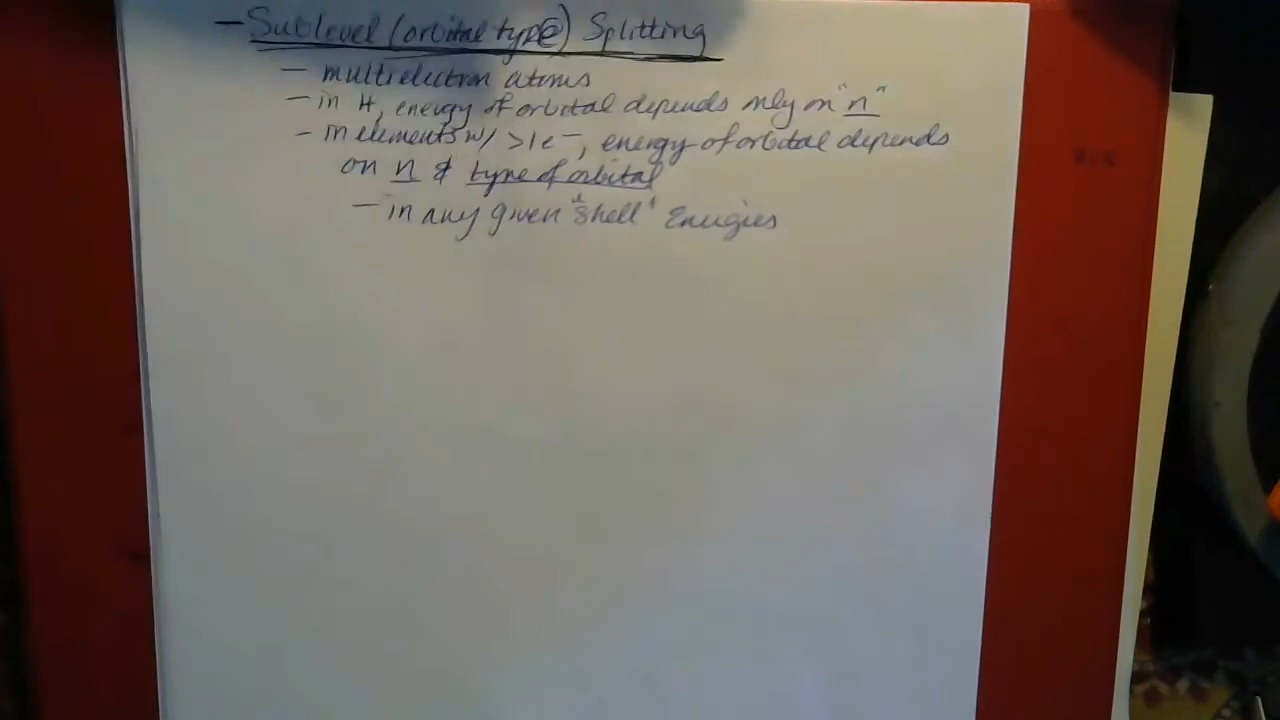 - Sublevel (orbital type) Splitting
- multielectron atoms
- in H, energy of orbital depends only on "n"
- in elements w/ >1e⁻, energy of orbital depends
on n & type of orbital
- in any given "shell" Energies